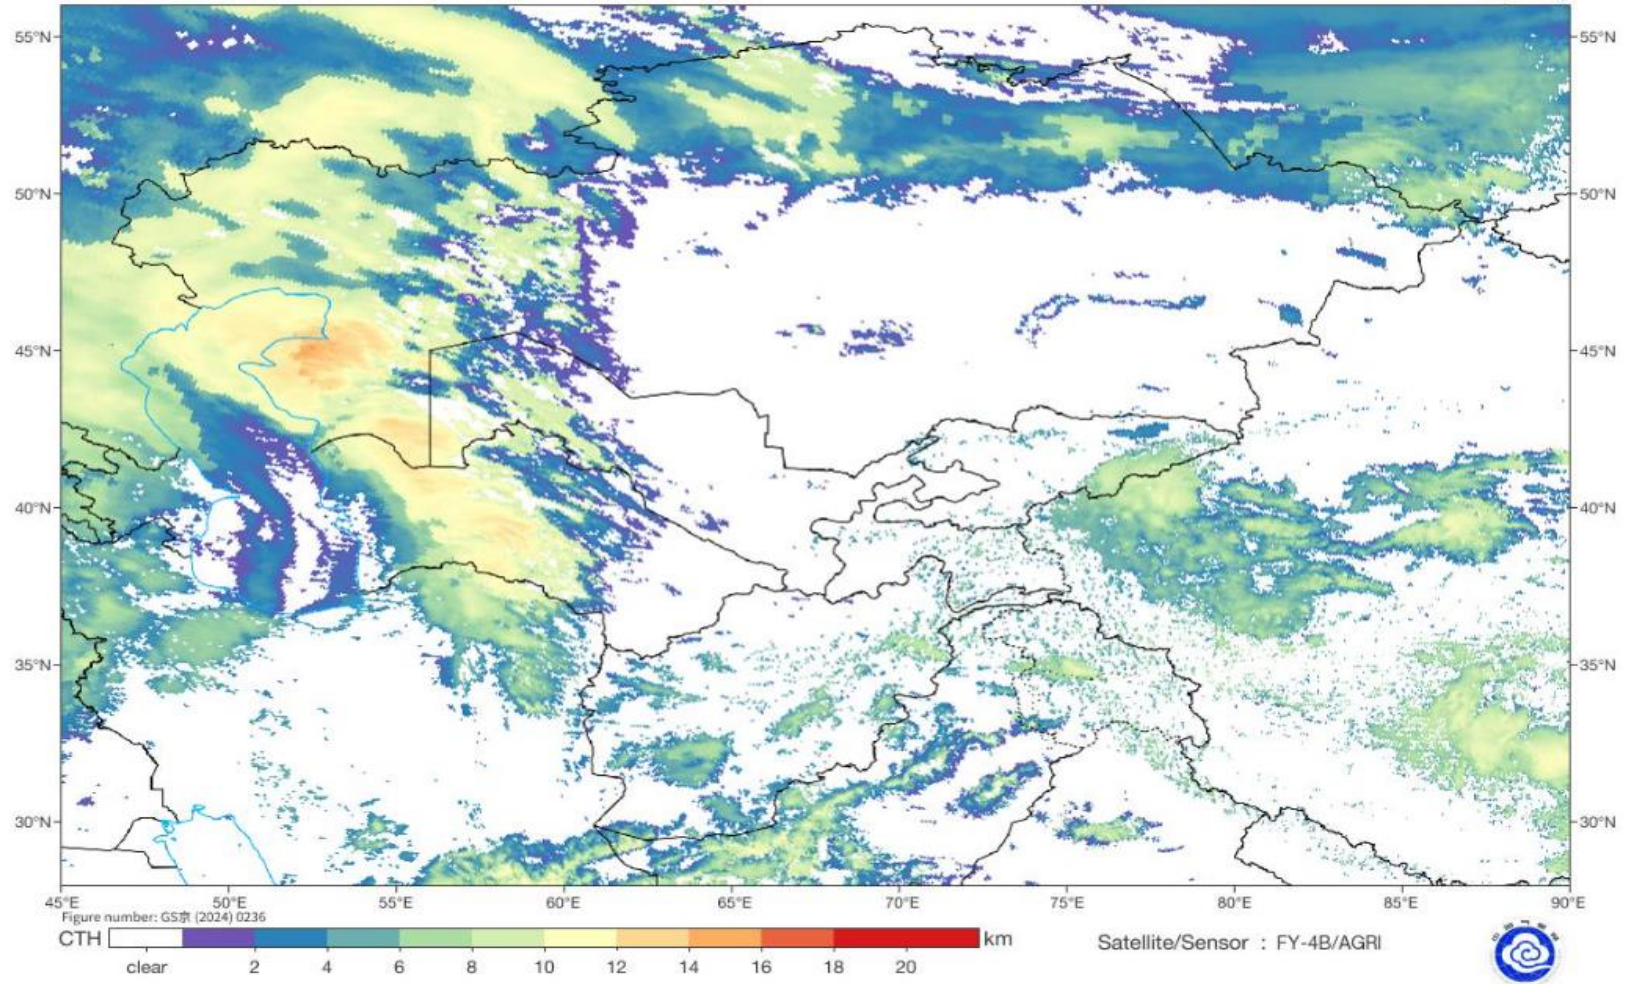 55°N 55°N
50°N 50°N
45°N 45°N
40°N 40°N
35°N 35°N
30°N 30°N
45°E 50°E 55°E 60°E 65°E 70°E 75°E 80°E 85°E 90°E
Figure number: GS京 (2024) 0236
CTH km
clear 2 4 6 8 10 12 14 16 18 20
Satellite/Sensor : FY-4B/AGRI